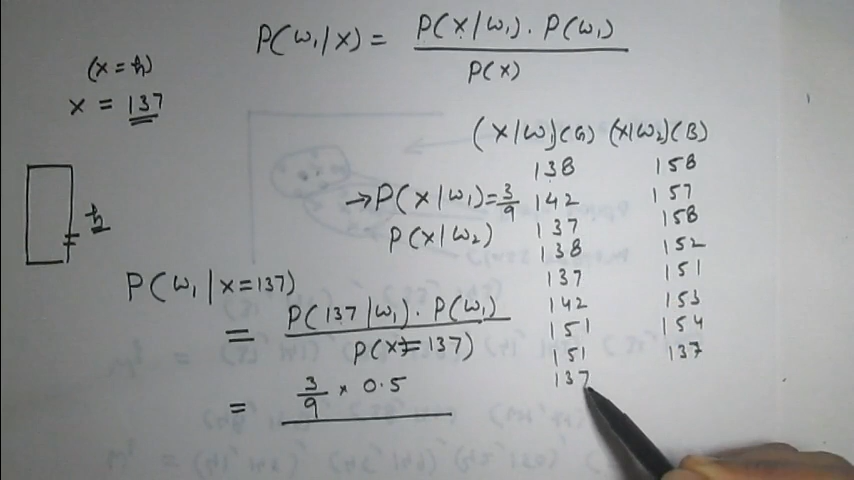 P(ω₁|x) = P(x|ω₁) · P(ω₁) / P(x)
(x = h)
x = 137
(x|ω₁)(G) (x|ω₂)(B)
138 158
→ P(x|ω₁) = 3/9 142 157
P(x|ω₂) 137 158
138 152
h
137 151
P(ω₁ | x = 137)
142 153
= P(137|ω₁) · P(ω₁) / P(x = 137)
151 154
151 137
137
= 3/9 × 0.5